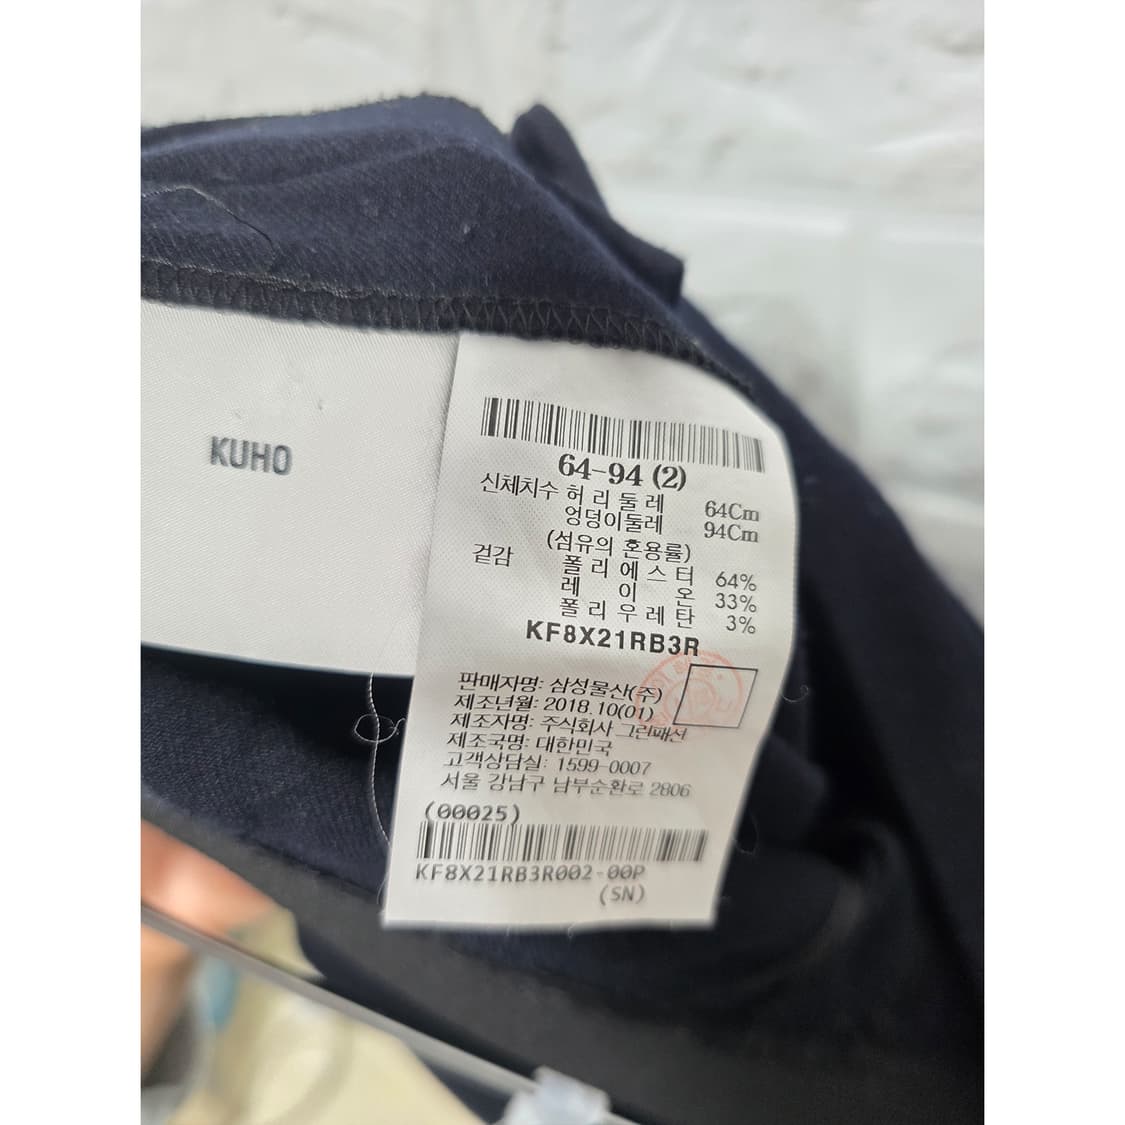 KUHO
64-94 (2)
신체치수 허리둘레 64Cm
엉덩이둘레 94Cm
(섬유의 혼용률)
겉감 폴리에스터 64%
레이온 33%
폴리우레탄 3%
KF8X21RB3R
판매자명: 삼성물산(주)
제조년월: 2018.10(01)
제조자명: 주식회사 그린패션
제조국명: 대한민국
고객상담실: 1599-0007
서울 강남구 남부순환로 2806
(00025)
KF8X21RB3R002-00P
(SN)